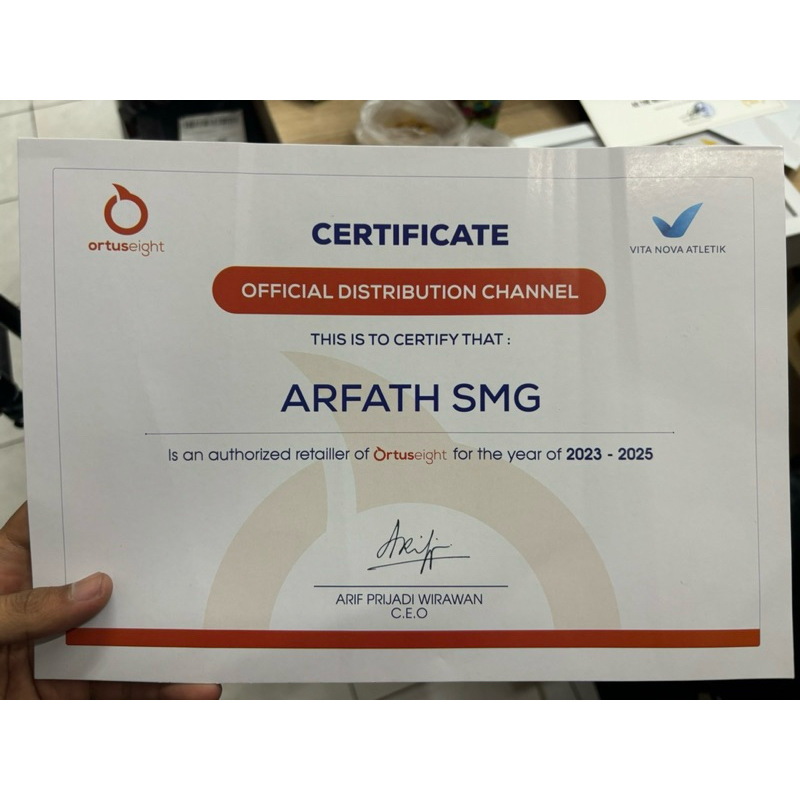 ortuseight
VITA NOVA ATLETIK
CERTIFICATE
OFFICIAL DISTRIBUTION CHANNEL
THIS IS TO CERTIFY THAT :
ARFATH SMG
Is an authorized retailler of Ortuseight for the year of 2023 - 2025
Arif
ARIF PRIJADI WIRAWAN
C.E.O